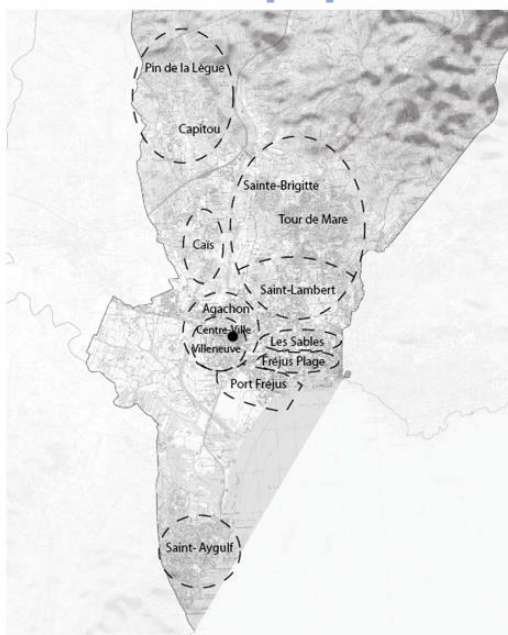 Pin de la Lègue
Capitou
Sainte-Brigitte
Tour de Mare
Caïs
Saint-Lambert
Agachon
Centre-Ville
Les Sables
Villeneuve
Fréjus Plage
Port Fréjus
Saint- Aygulf